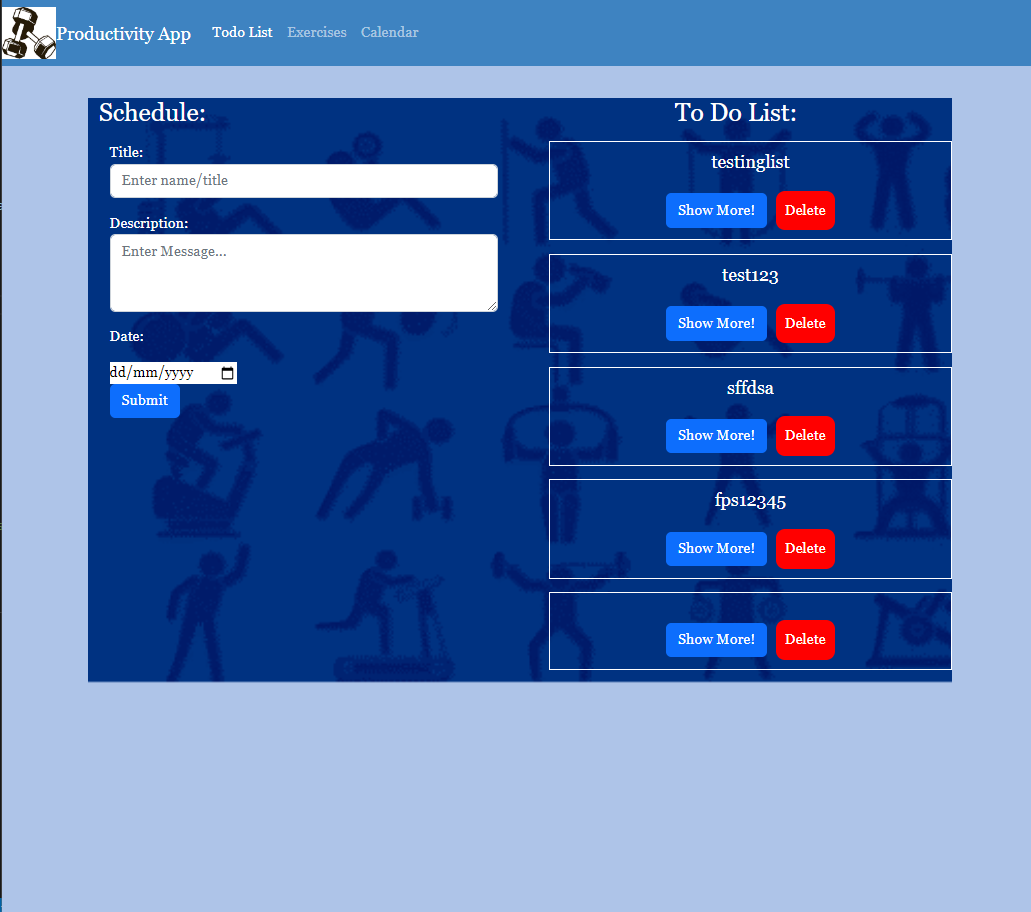 Productivity App Todo List Exercises Calendar
Schedule:
Title:
Enter name/title
Description:
Enter Message...
Date:
dd/mm/yyyy
Submit
To Do List:
testinglist
Show More! Delete
test123
Show More! Delete
sffdsa
Show More! Delete
fps12345
Show More! Delete
Show More! Delete